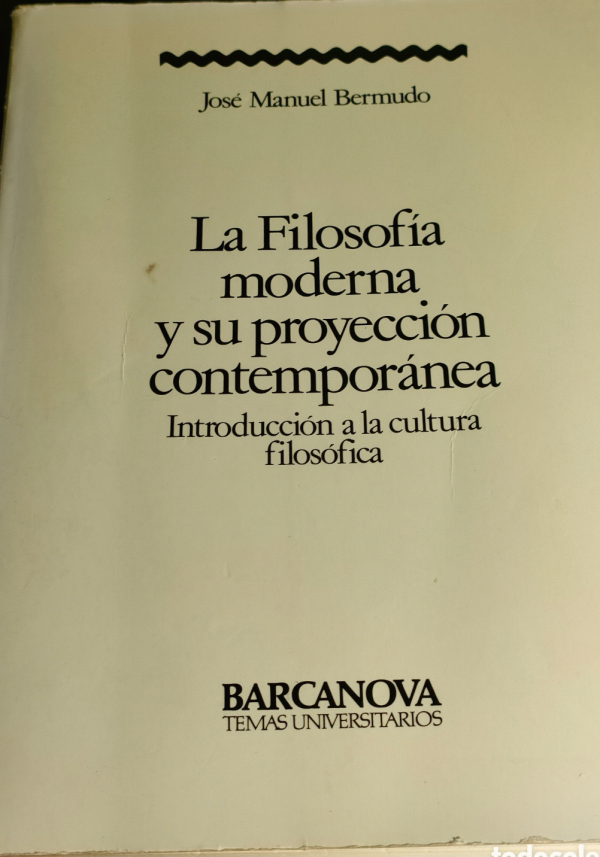 José Manuel Bermudo
La Filosofía
moderna
y su proyección
contemporánea
Introducción a la cultura
filosófica
BARCANOVA
TEMAS UNIVERSITARIOS